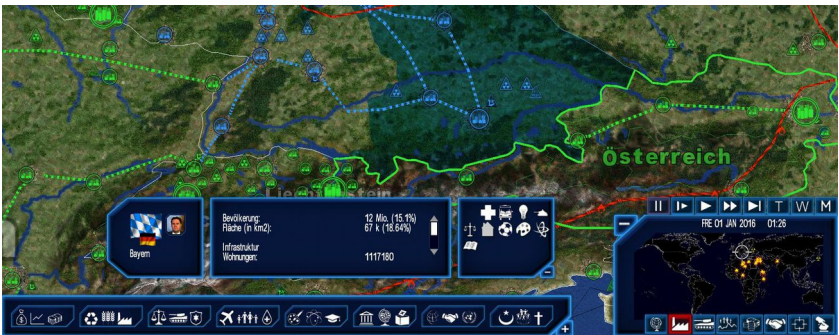 Österreich
Liechtenstein
Bayern
Bevölkerung: 12 Mio. (15.1%)
Fläche (in km2): 67 k (18.64%)
Infrastruktur
Wohnungen: 1117180
T W M
FRE 01 JAN 2016 01:26